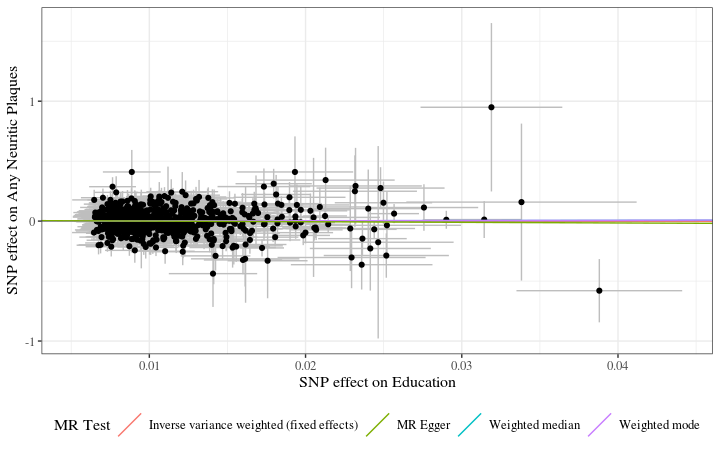 SNP effect on Any Neuritic Plaques
1
0
-1
0.01 0.02 0.03 0.04
SNP effect on Education
MR Test Inverse variance weighted (fixed effects) MR Egger Weighted median Weighted mode